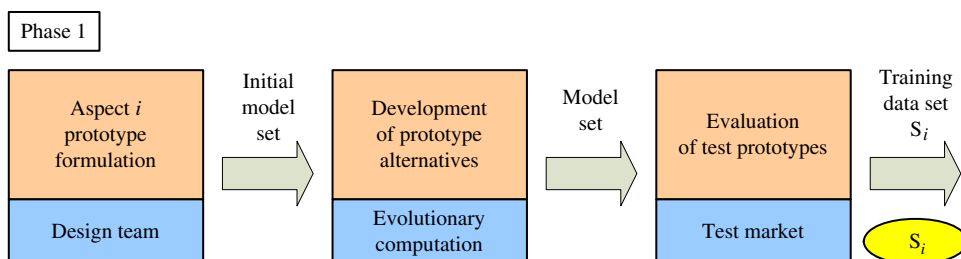 Phase 1
Aspect i
prototype
formulation
Design team
Initial
model
set
Development
of prototype
alternatives
Evolutionary
computation
Model
set
Evaluation
of test prototypes
Test market
Training
data set
Si
Si